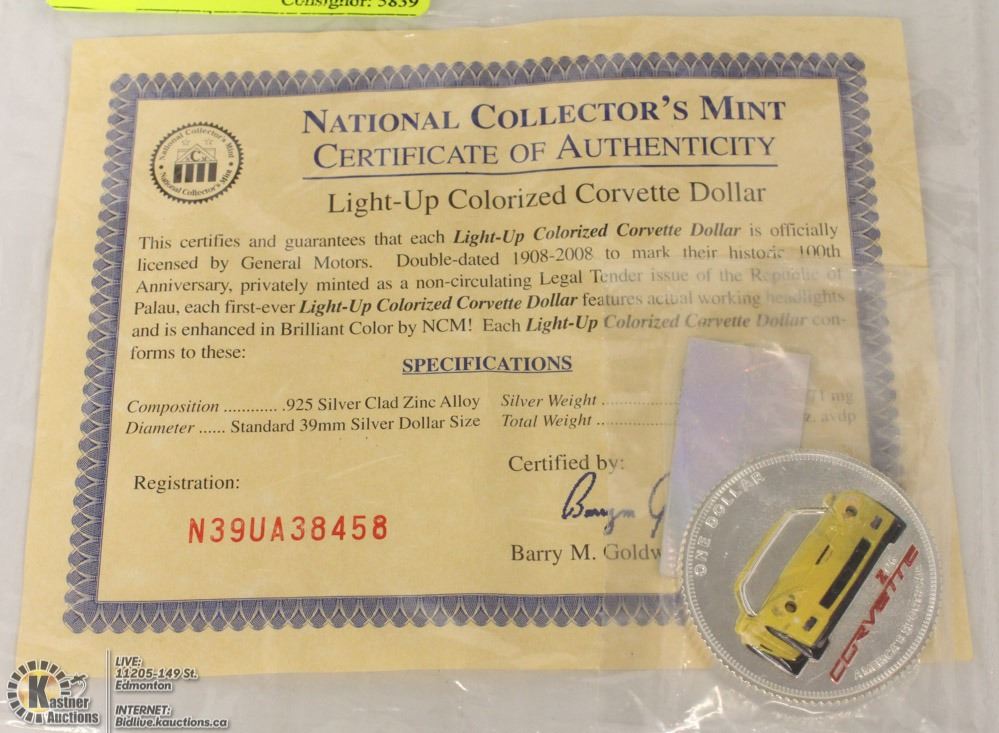 Consignor: 5839
National Collector's Mint
National Collector's Mint
NATIONAL COLLECTOR'S MINT
CERTIFICATE OF AUTHENTICITY
Light-Up Colorized Corvette Dollar
This certifies and guarantees that each Light-Up Colorized Corvette Dollar is officially
licensed by General Motors. Double-dated 1908-2008 to mark their historic 100th
Anniversary, privately minted as a non-circulating Legal Tender issue of the Republic of
Palau, each first-ever Light-Up Colorized Corvette Dollar features actual working headlights
and is enhanced in Brilliant Color by NCM! Each Light-Up Colorized Corvette Dollar con-
forms to these:
SPECIFICATIONS
Composition ............ .925 Silver Clad Zinc Alloy
Diameter ...... Standard 39mm Silver Dollar Size
Silver Weight .................... 71 mg
Total Weight .................... avdp
Registration:
N39UA38458
Certified by:
Barry M.
ONE DOLLAR
CORVETTE
LIVE:
11205-149 St.
Edmonton
INTERNET:
Bidlive.kauctions.ca
Kastner
Auctions